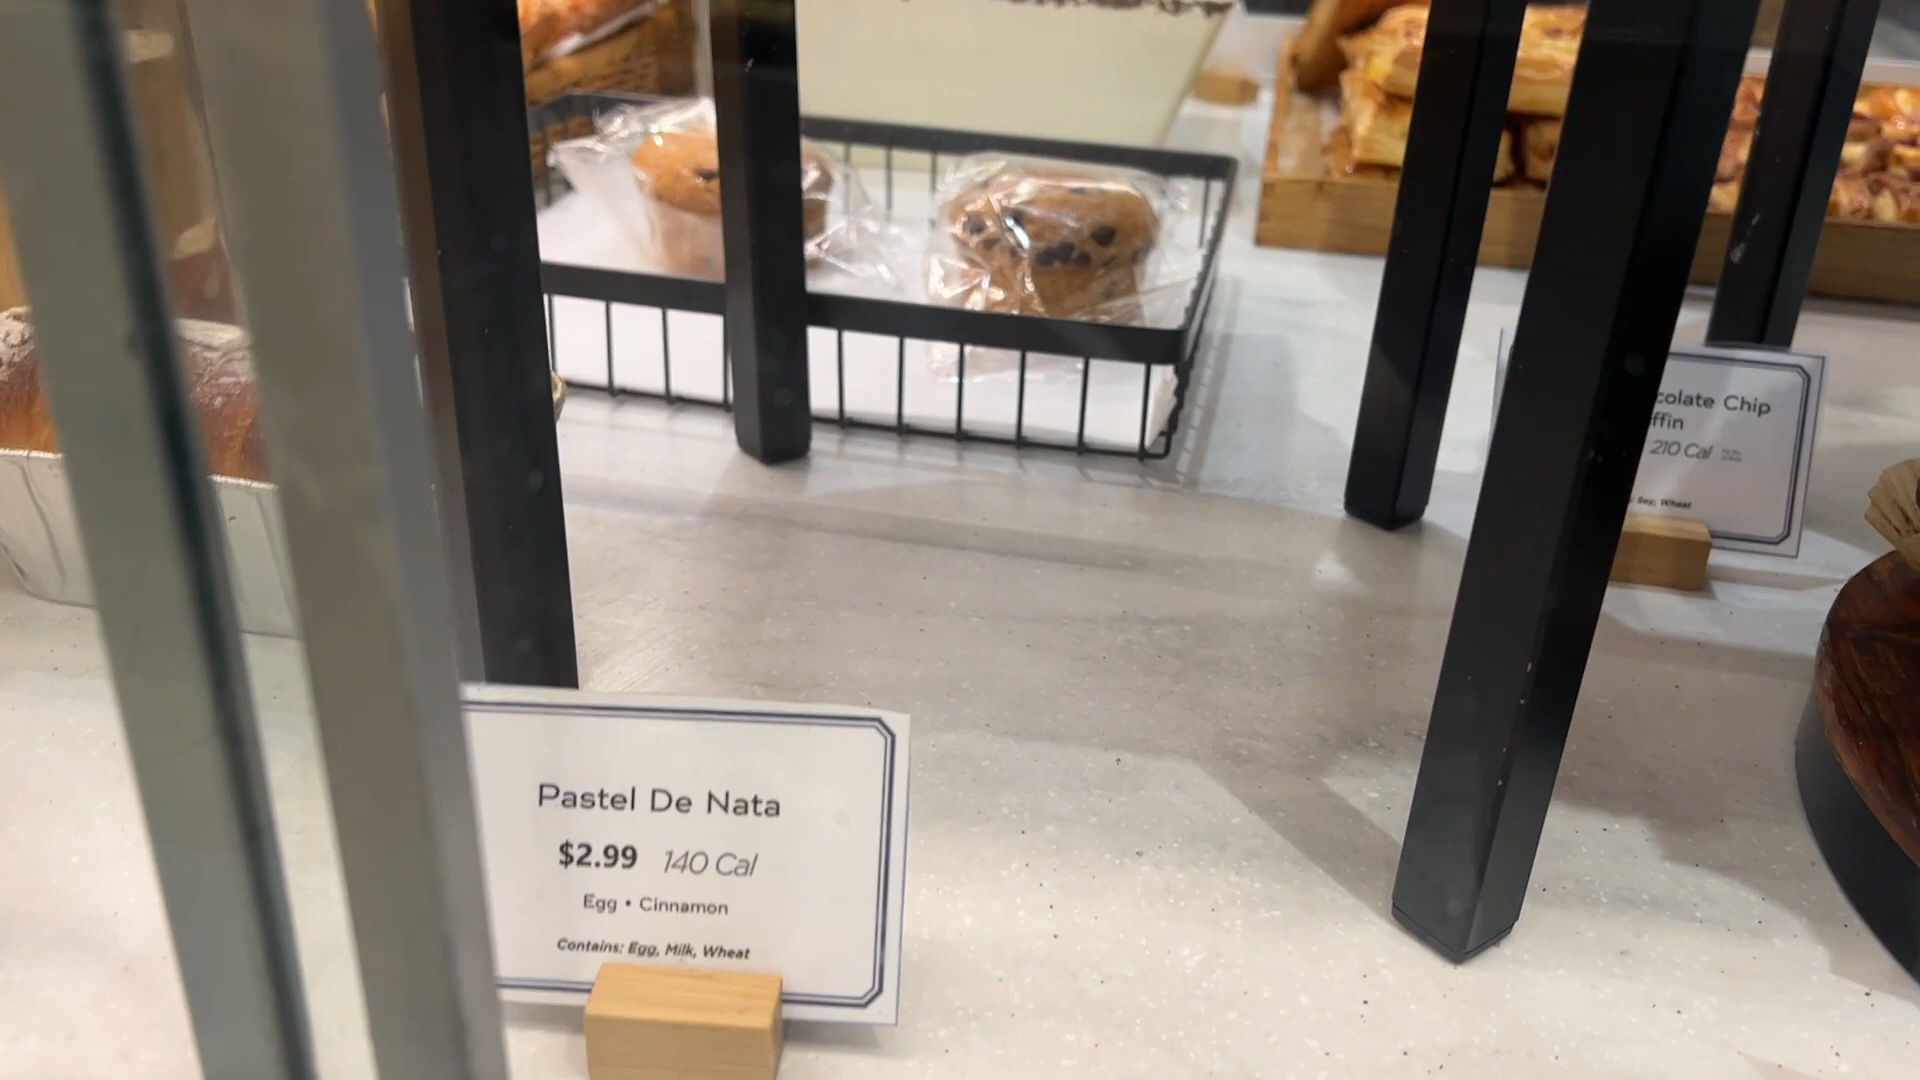 Pastel De Nata
$2.99 140 Cal
Egg • Cinnamon
Contains: Egg, Milk, Wheat
colate Chip
ffin
210 Cal
Soy, Wheat